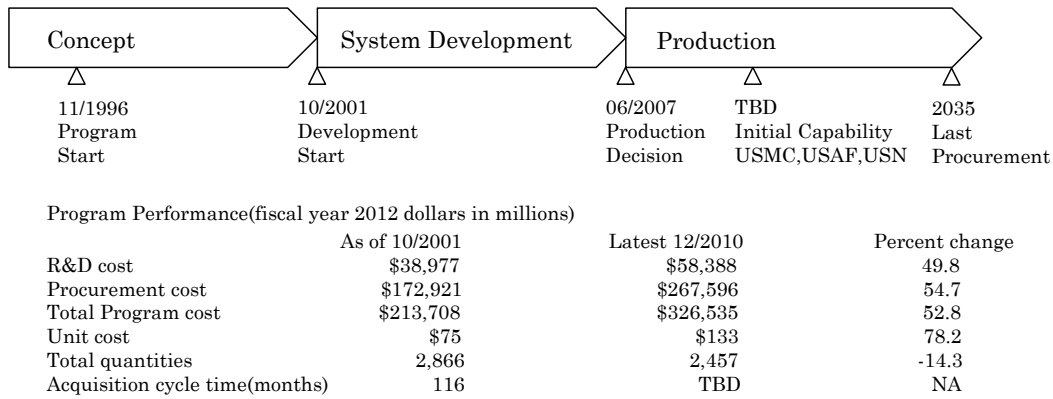 Concept System Development Production
11/1996 10/2001 06/2007 TBD 2035
Program Development Production Initial Capability Last
Start Start Decision USMC,USAF,USN Procurement
Program Performance(fiscal year 2012 dollars in millions)
As of 10/2001 Latest 12/2010 Percent change
R&D cost $38,977 $58,388 49.8
Procurement cost $172,921 $267,596 54.7
Total Program cost $213,708 $326,535 52.8
Unit cost $75 $133 78.2
Total quantities 2,866 2,457 -14.3
Acquisition cycle time(months) 116 TBD NA